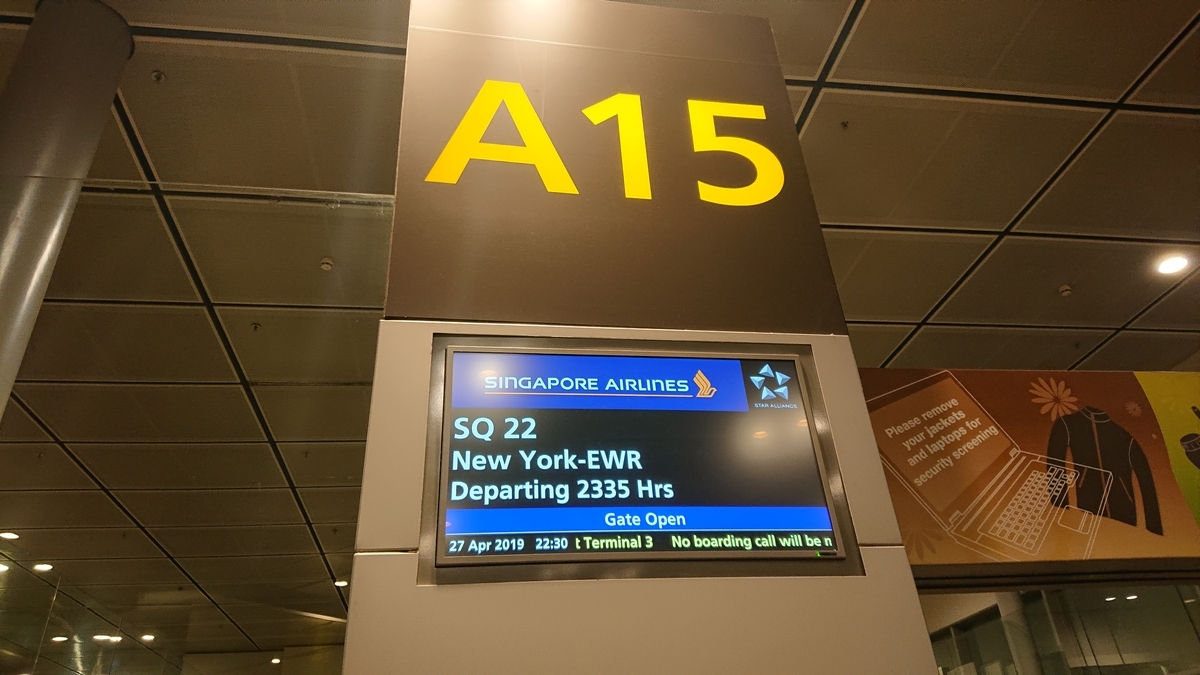 A15
SINGAPORE AIRLINES
STAR ALLIANCE
SQ 22
New York-EWR
Departing 2335 Hrs
Gate Open
27 Apr 2019 22:30 t Terminal 3 No boarding call will be n
Please remove
your jackets
and laptops for
security screening